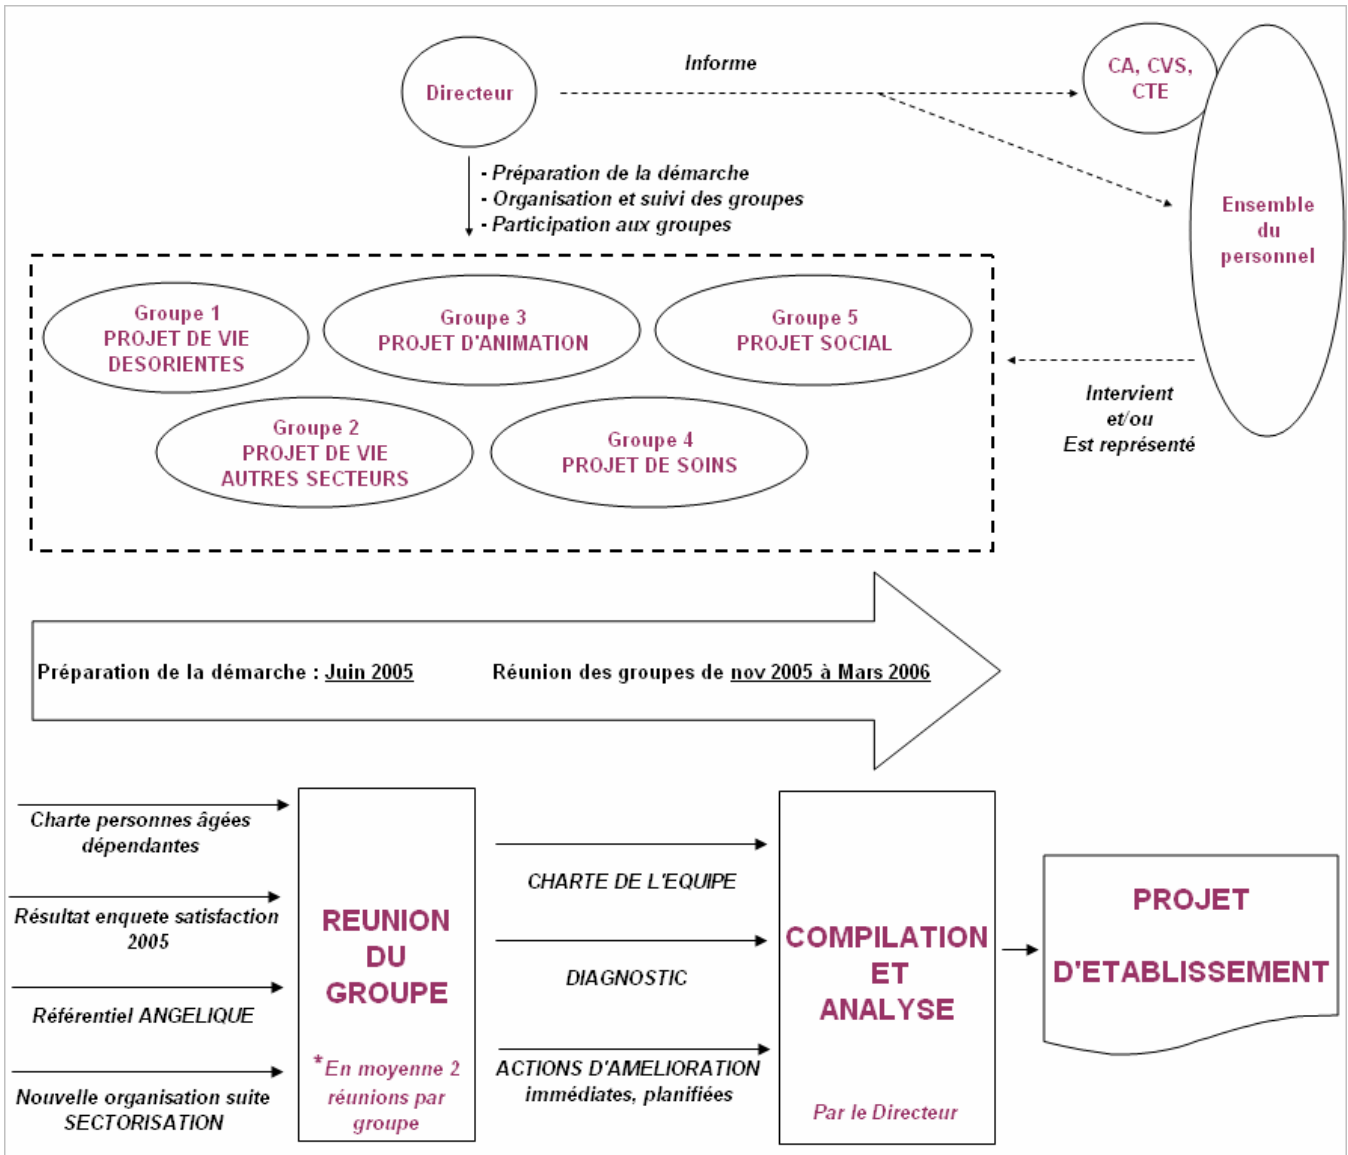 Informe
Directeur
CA, CVS,
CTE
- Préparation de la démarche
- Organisation et suivi des groupes
- Participation aux groupes
Ensemble
du
personnel
Groupe 1
PROJET DE VIE
DESORIENTES
Groupe 3
PROJET D'ANIMATION
Groupe 5
PROJET SOCIAL
Groupe 2
PROJET DE VIE
AUTRES SECTEURS
Groupe 4
PROJET DE SOINS
Intervient
et/ou
Est représenté
Préparation de la démarche : Juin 2005
Réunion des groupes de nov 2005 à Mars 2006
Charte personnes âgées
dépendantes
Résultat enquete satisfaction
2005
Référentiel ANGELIQUE
Nouvelle organisation suite
SECTORISATION
REUNION
DU
GROUPE
*En moyenne 2
réunions par
groupe
CHARTE DE L'EQUIPE
DIAGNOSTIC
ACTIONS D'AMELIORATION
immédiates, planifiées
COMPILATION
ET
ANALYSE
Par le Directeur
PROJET
D'ETABLISSEMENT